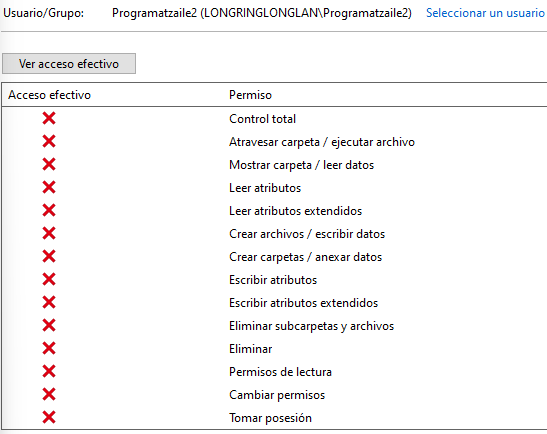 Usuario/Grupo: Programatzaile2 (LONGRINGLONGLAN\Programatzaile2) Seleccionar un usuario
Ver acceso efectivo
Acceso efectivo Permiso
Control total
Atravesar carpeta / ejecutar archivo
Mostrar carpeta / leer datos
Leer atributos
Leer atributos extendidos
Crear archivos / escribir datos
Crear carpetas / anexar datos
Escribir atributos
Escribir atributos extendidos
Eliminar subcarpetas y archivos
Eliminar
Permisos de lectura
Cambiar permisos
Tomar posesión